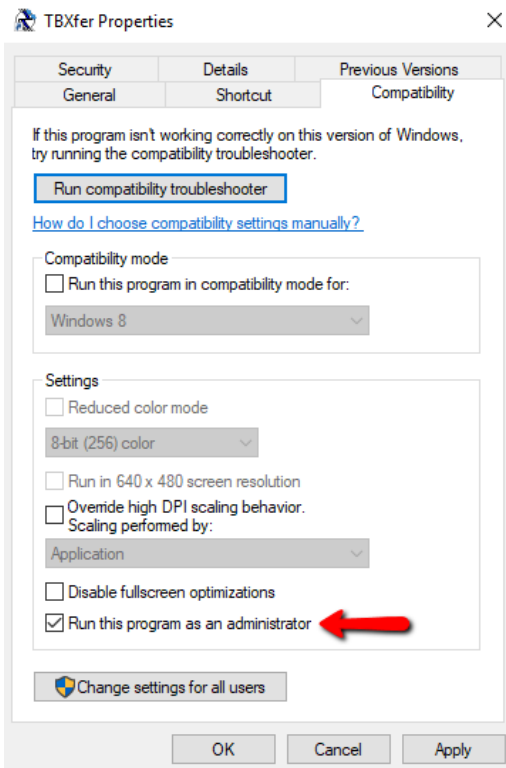 TBXfer Properties
Security Details Previous Versions
General Shortcut Compatibility
If this program isn't working correctly on this version of Windows,
try running the compatibility troubleshooter.
Run compatibility troubleshooter
How do I choose compatibility settings manually?
Compatibility mode
Run this program in compatibility mode for:
Windows 8
Settings
Reduced color mode
8-bit (256) color
Run in 640 x 480 screen resolution
Override high DPI scaling behavior.
Scaling performed by:
Application
Disable fullscreen optimizations
Run this program as an administrator
Change settings for all users
OK Cancel Apply